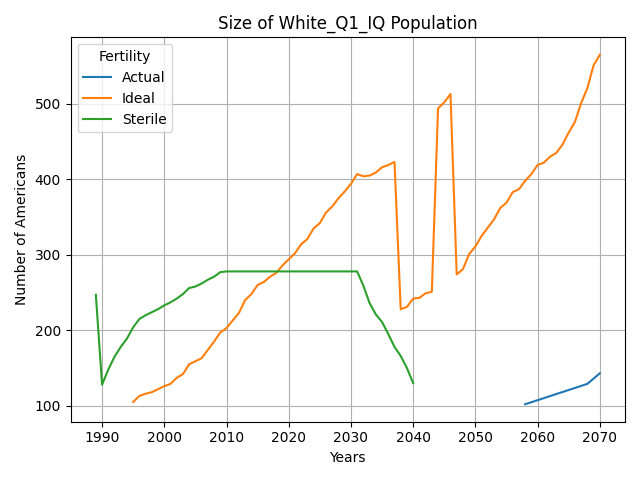 Size of White_Q1_IQ Population
Fertility
Actual
Ideal
Sterile
Number of Americans
500
400
300
200
100
1990 2000 2010 2020 2030 2040 2050 2060 2070
Years